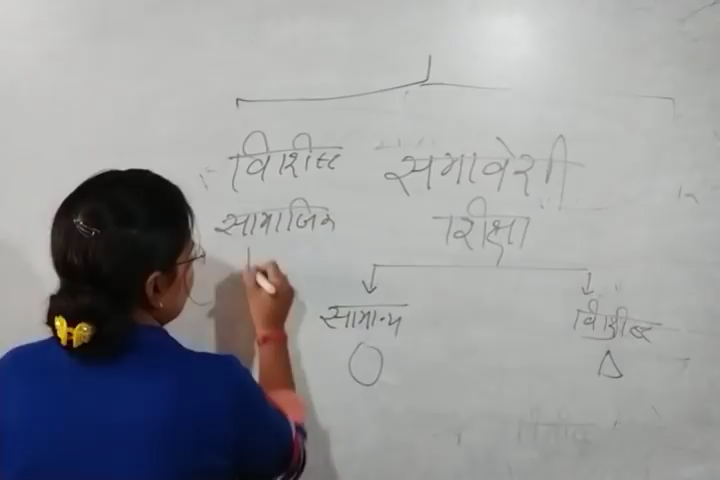 विशिष्ट समावेशी
सामाजिक शिक्षा
सामान्य विशिष्ट